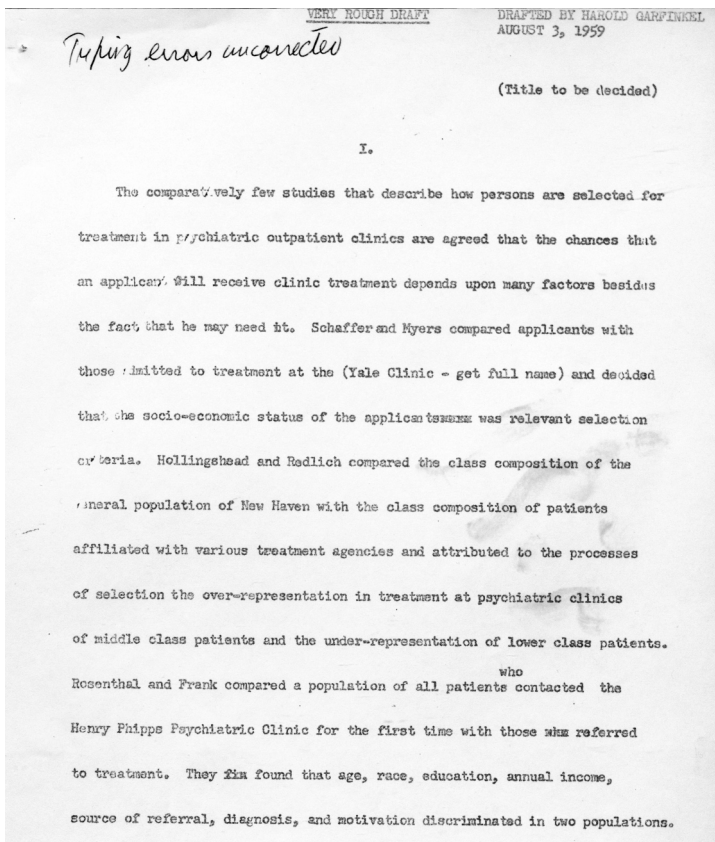 VERY ROUGH DRAFT
DRAFTED BY HAROLD GARFINKEL
AUGUST 3, 1959
Typing errors uncorrected
(Title to be decided)
I.
The comparatively few studies that describe how persons are selected for
treatment in psychiatric outpatient clinics are agreed that the chances that
an applicant will receive clinic treatment depends upon many factors besides
the fact that he may need it. Schaffer and Myers compared applicants with
those admitted to treatment at the (Yale Clinic - get full name) and decided
that the socio-economic status of the applicants was relevant selection
criteria. Hollingshead and Redlich compared the class composition of the
general population of New Haven with the class composition of patients
affiliated with various treatment agencies and attributed to the processes
of selection the over-representation in treatment at psychiatric clinics
of middle class patients and the under-representation of lower class patients.
who
Rosenthal and Frank compared a population of all patients contacted the
Henry Phipps Psychiatric Clinic for the first time with those referred
to treatment. They found that age, race, education, annual income,
source of referral, diagnosis, and motivation discriminated in two populations.